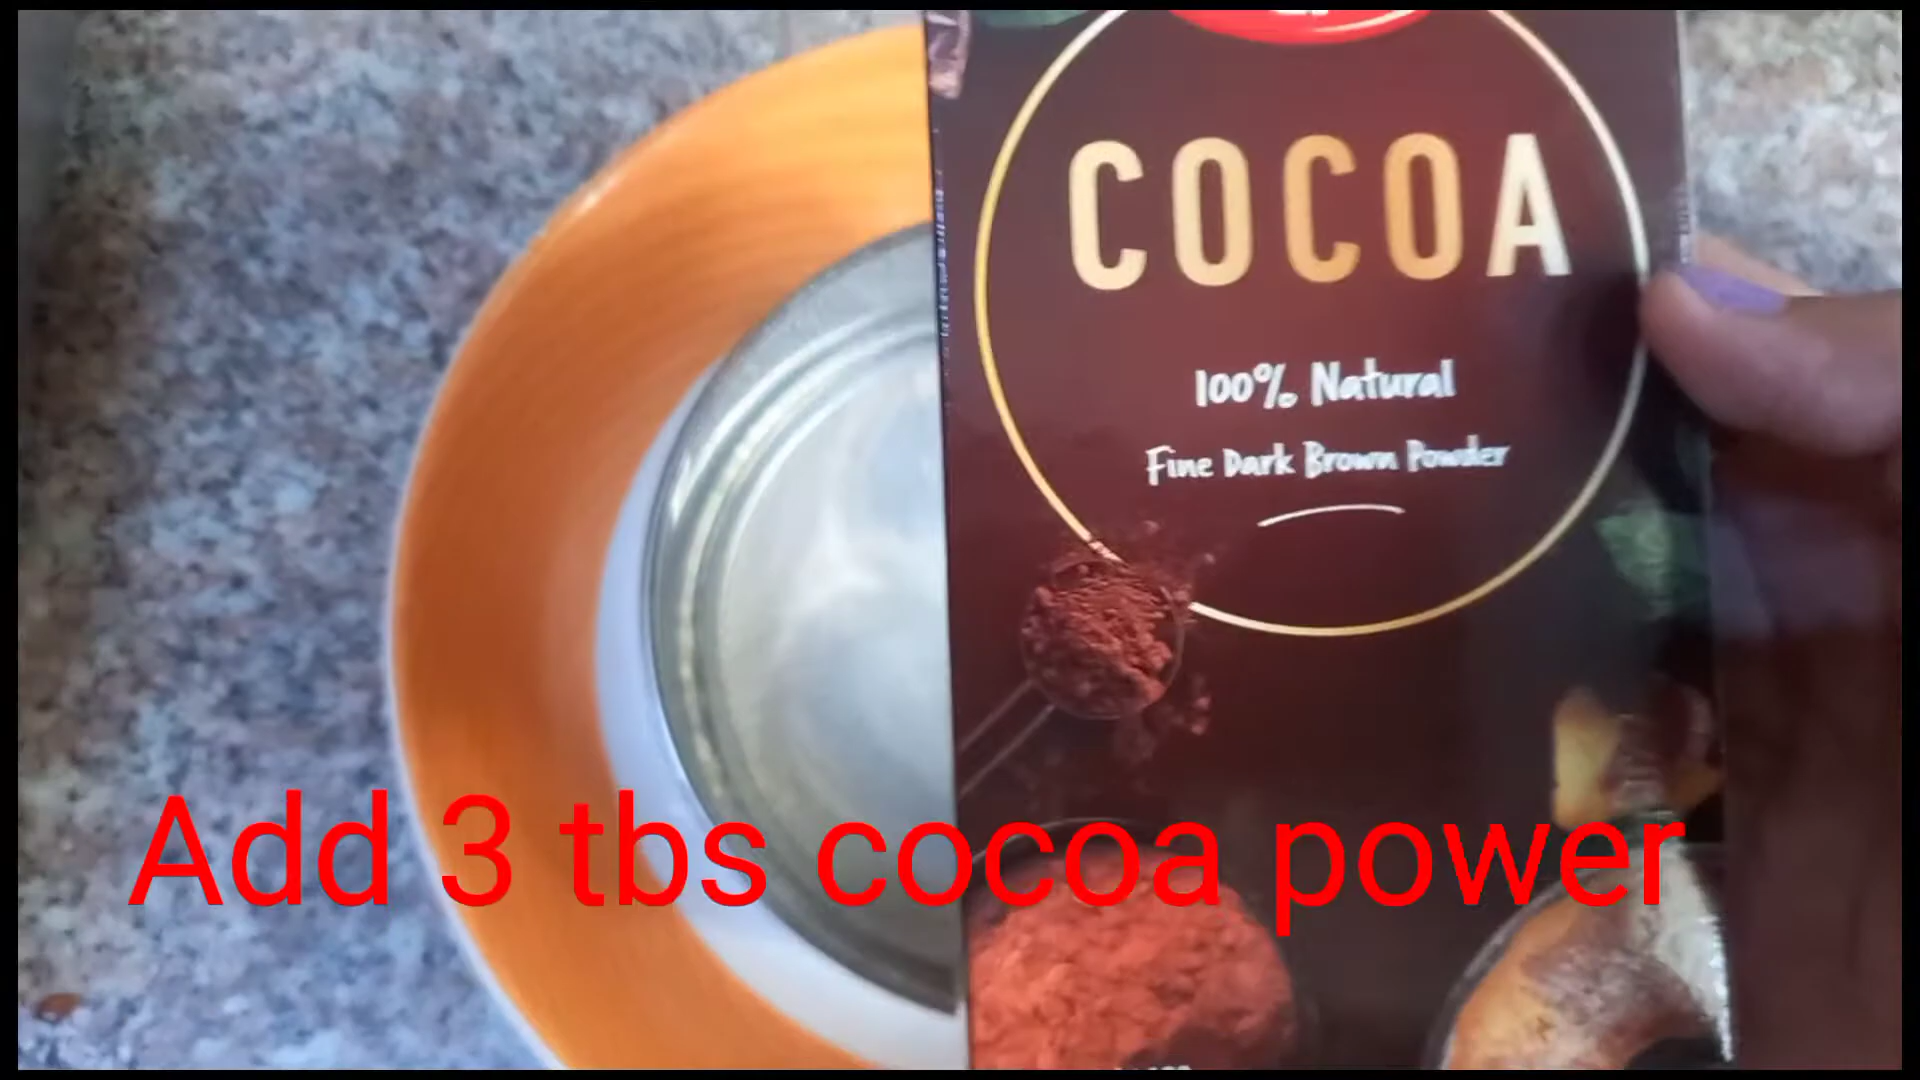 COCOA
100% Natural
Fine Dark Brown Powder
Add 3 tbs cocoa power